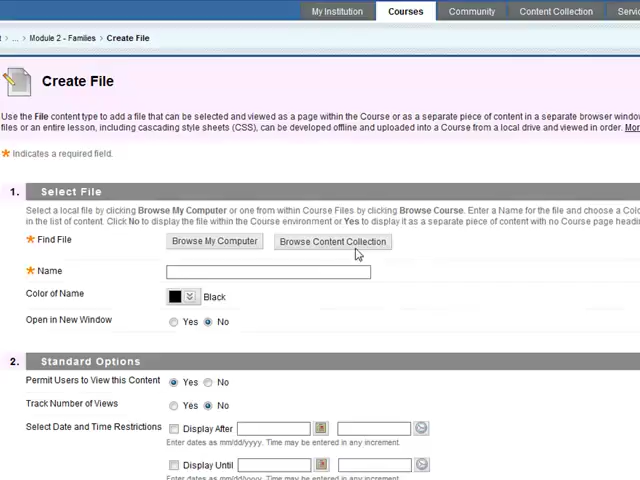 My Institution Courses Community Content Collection
... Module 2 - Families Create File
Create File
Use the File content type to add a file that can be selected and viewed as a page within the Course or as a separate piece of content in a separate browser window
files or an entire lesson, including cascading style sheets (CSS), can be developed offline and uploaded into a Course from a local drive and viewed in order.
* Indicates a required field.
1. Select File
Select a local file by clicking Browse My Computer or one from within Course Files by clicking Browse Course. Enter a Name for the file and choose a
in the list of content. Click No to display the file within the Course environment or Yes to display it as a separate piece of content with no Course page
* Find File Browse My Computer Browse Content Collection
* Name
Color of Name Black
Open in New Window Yes No
2. Standard Options
Permit Users to View this Content Yes No
Track Number of Views Yes No
Select Date and Time Restrictions Display After
Enter dates as mm/dd/yyyy. Time may be entered in any increment.
Display Until
Enter dates as mm/dd/yyyy. Time may be entered in any increment.